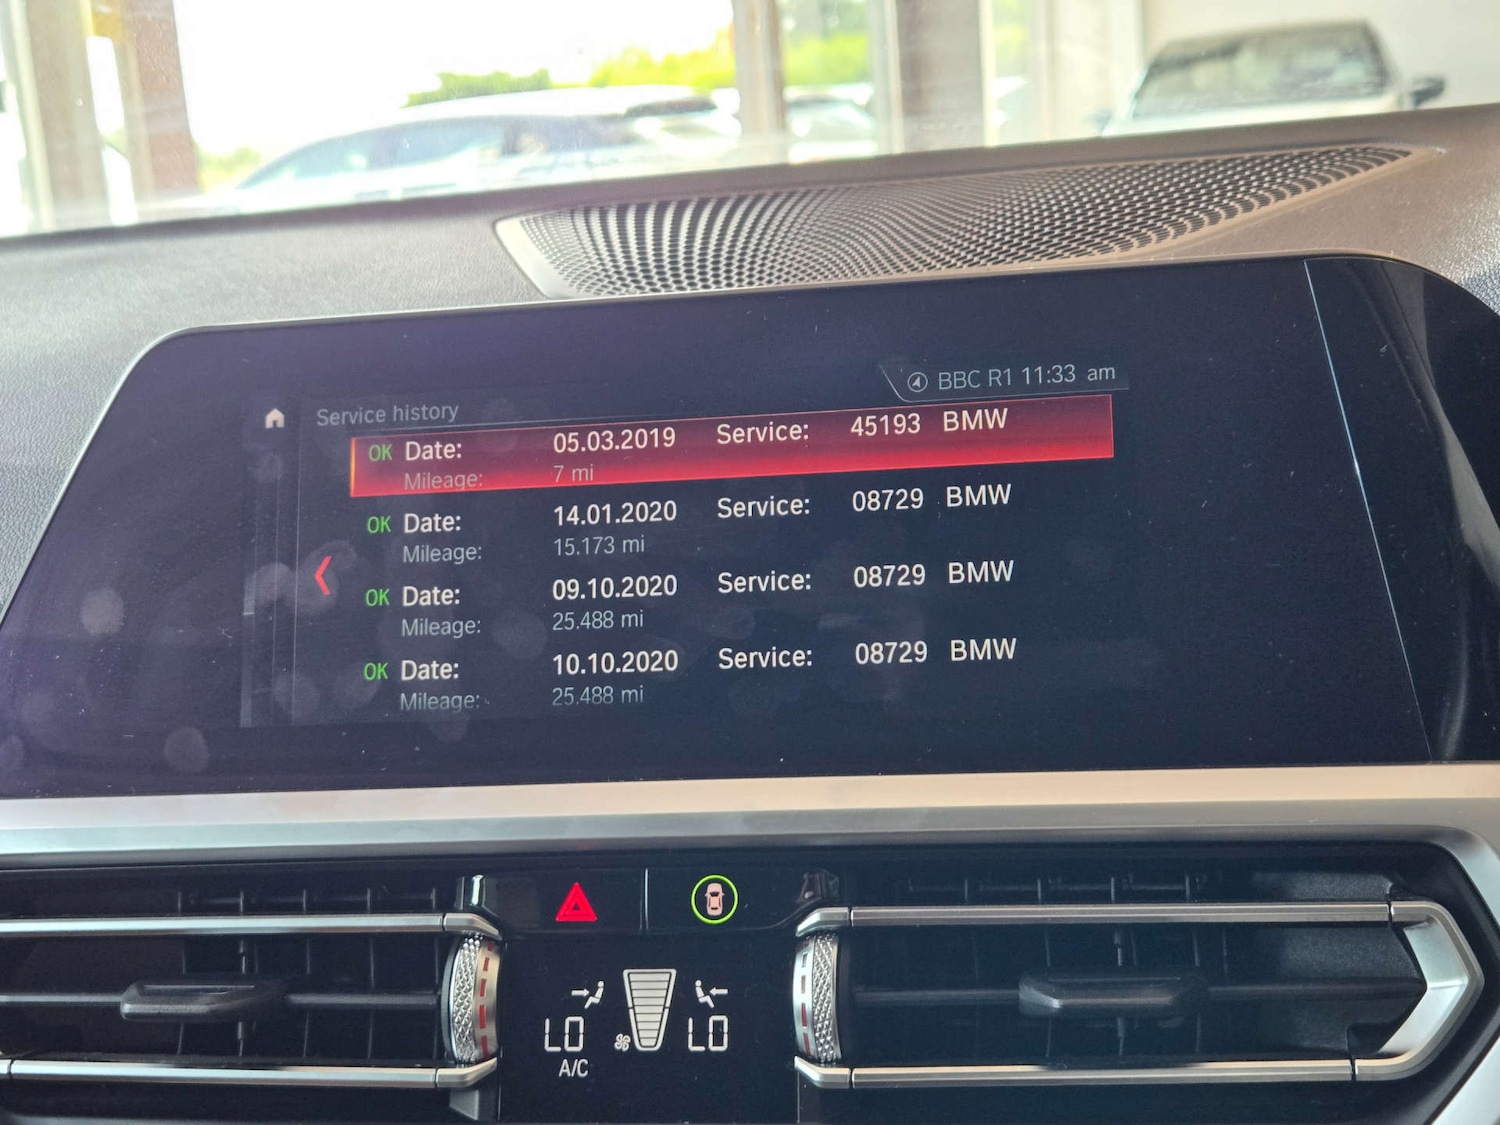 BBC R1 11:33 am
Service history
OK Date: 05.03.2019 Service: 45193 BMW
Mileage: 7 mi
OK Date: 14.01.2020 Service: 08729 BMW
Mileage: 15.173 mi
OK Date: 09.10.2020 Service: 08729 BMW
Mileage: 25.488 mi
OK Date: 10.10.2020 Service: 08729 BMW
Mileage: 25.488 mi
LO LO
A/C